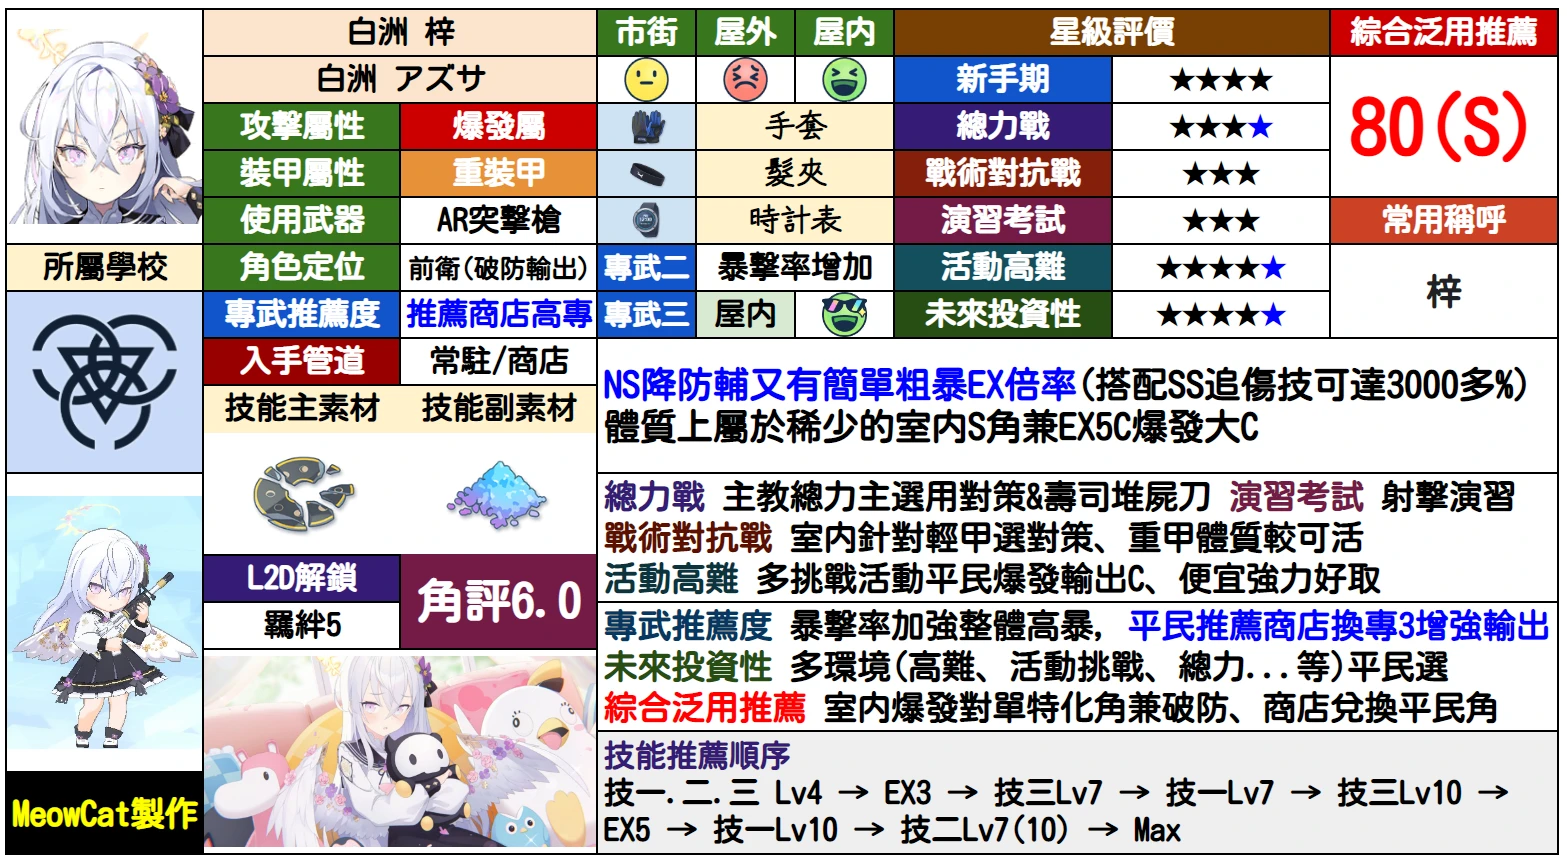 白洲 梓
白洲 アズサ
攻擊屬性 爆發屬
裝甲屬性 重裝甲
使用武器 AR突擊槍
角色定位 前衛(破防輸出)
專武推薦度 推薦商店高專
入手管道 常駐/商店
技能主素材 技能副素材
L2D解鎖
羈絆5
角評6.0
所屬學校
MeowCat製作
市街 屋外 屋内
手套
髮夾
時計表
專武二 暴擊率增加
專武三 屋内
星級評價
新手期 ★★★★
總力戰 ★★★★
戰術對抗戰 ★★★
演習考試 ★★★
活動高難 ★★★★★
未來投資性 ★★★★★
綜合泛用推薦
80(S)
常用稱呼
梓
NS降防輔又有簡單粗暴EX倍率(搭配SS追傷技可達3000多%)
體質上屬於稀少的室内S角兼EX5C爆發大C
總力戰 主教總力主選用對策&壽司堆屍刀 演習考試 射擊演習
戰術對抗戰 室内針對輕甲選對策、重甲體質較可活
活動高難 多挑戰活動平民爆發輸出C、便宜強力好取
專武推薦度 暴擊率加強整體高暴,平民推薦商店換專3增強輸出
未來投資性 多環境(高難、活動挑戰、總力...等)平民選
綜合泛用推薦 室内爆發對單特化角兼破防、商店兌換平民角
技能推薦順序
技一.二.三 Lv4 → EX3 → 技三Lv7 → 技一Lv7 → 技三Lv10 →
EX5 → 技一Lv10 → 技二Lv7(10) → Max